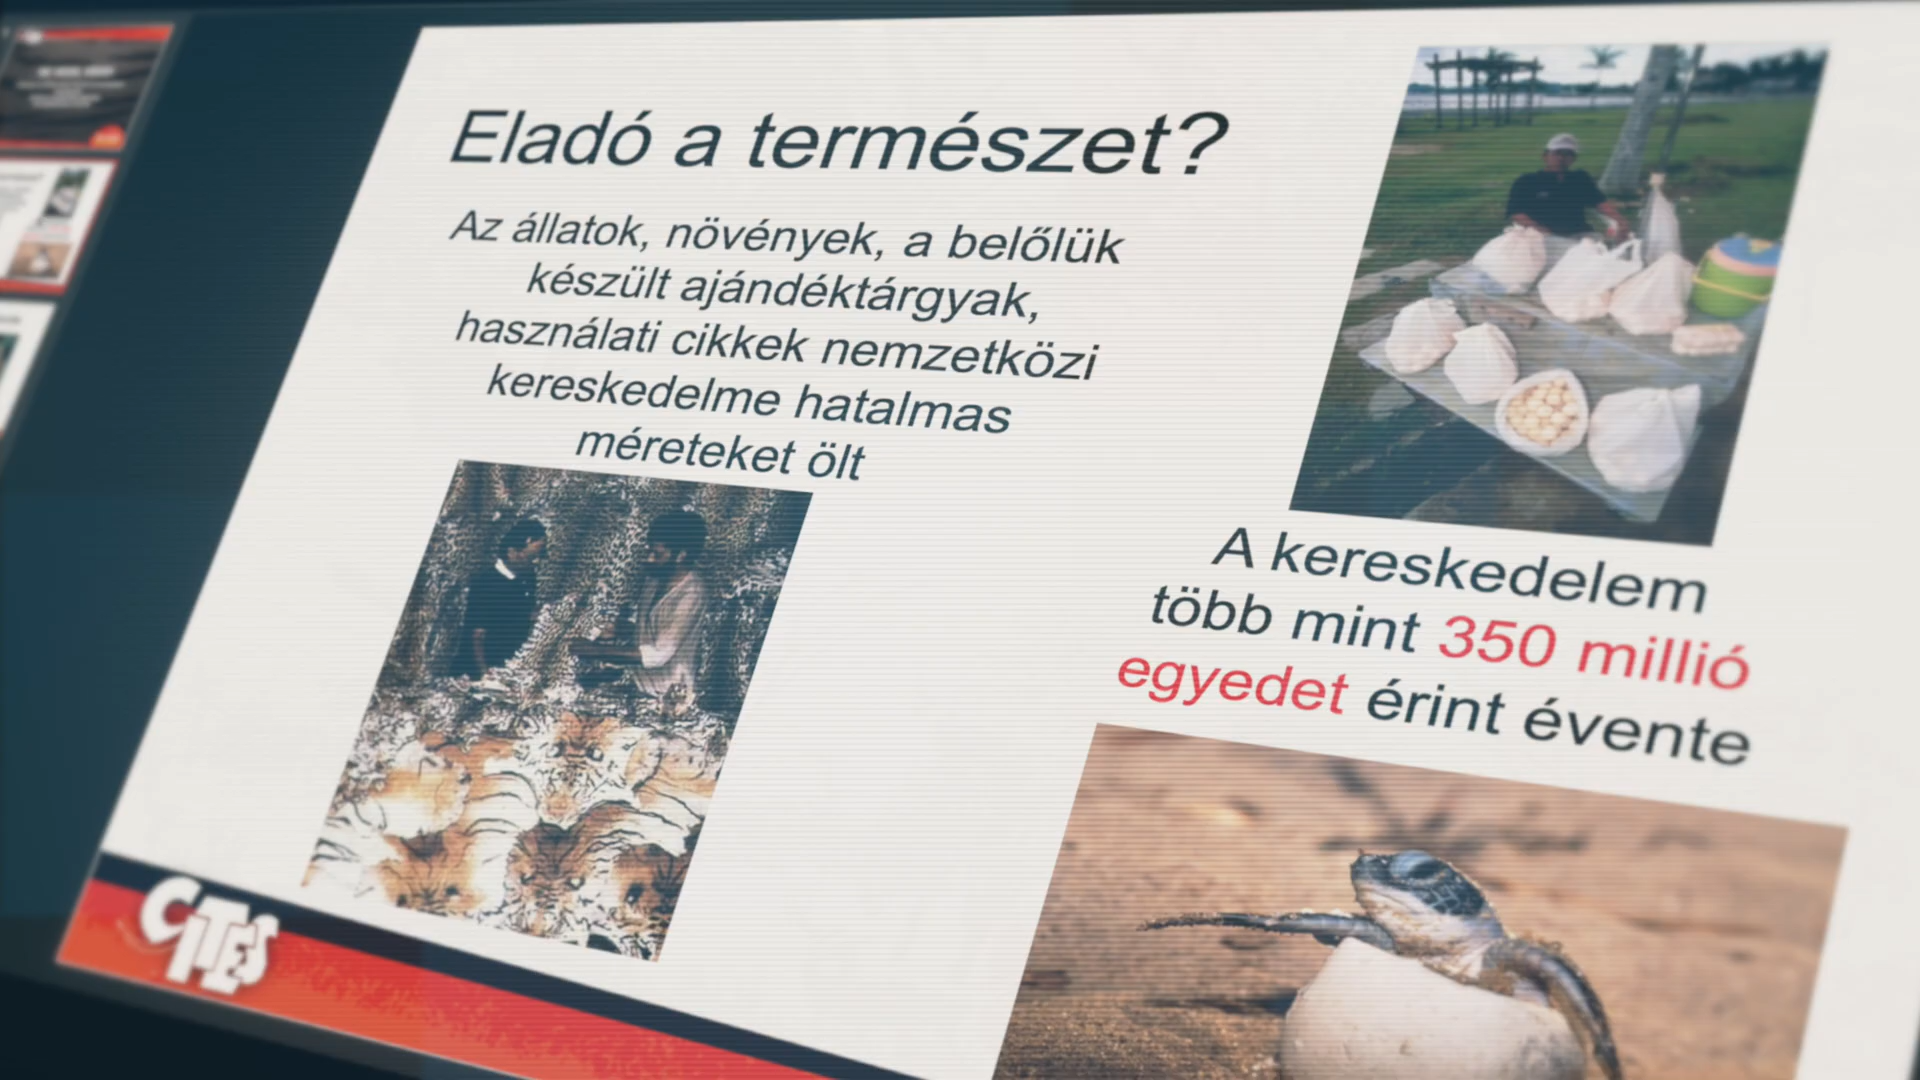 Eladó a természet?
Az állatok, növények, a belőlük
készült ajándéktárgyak,
használati cikkek nemzetközi
kereskedelme hatalmas
méreteket ölt
A kereskedelem
több mint 350 millió
egyedet érint évente
CITES